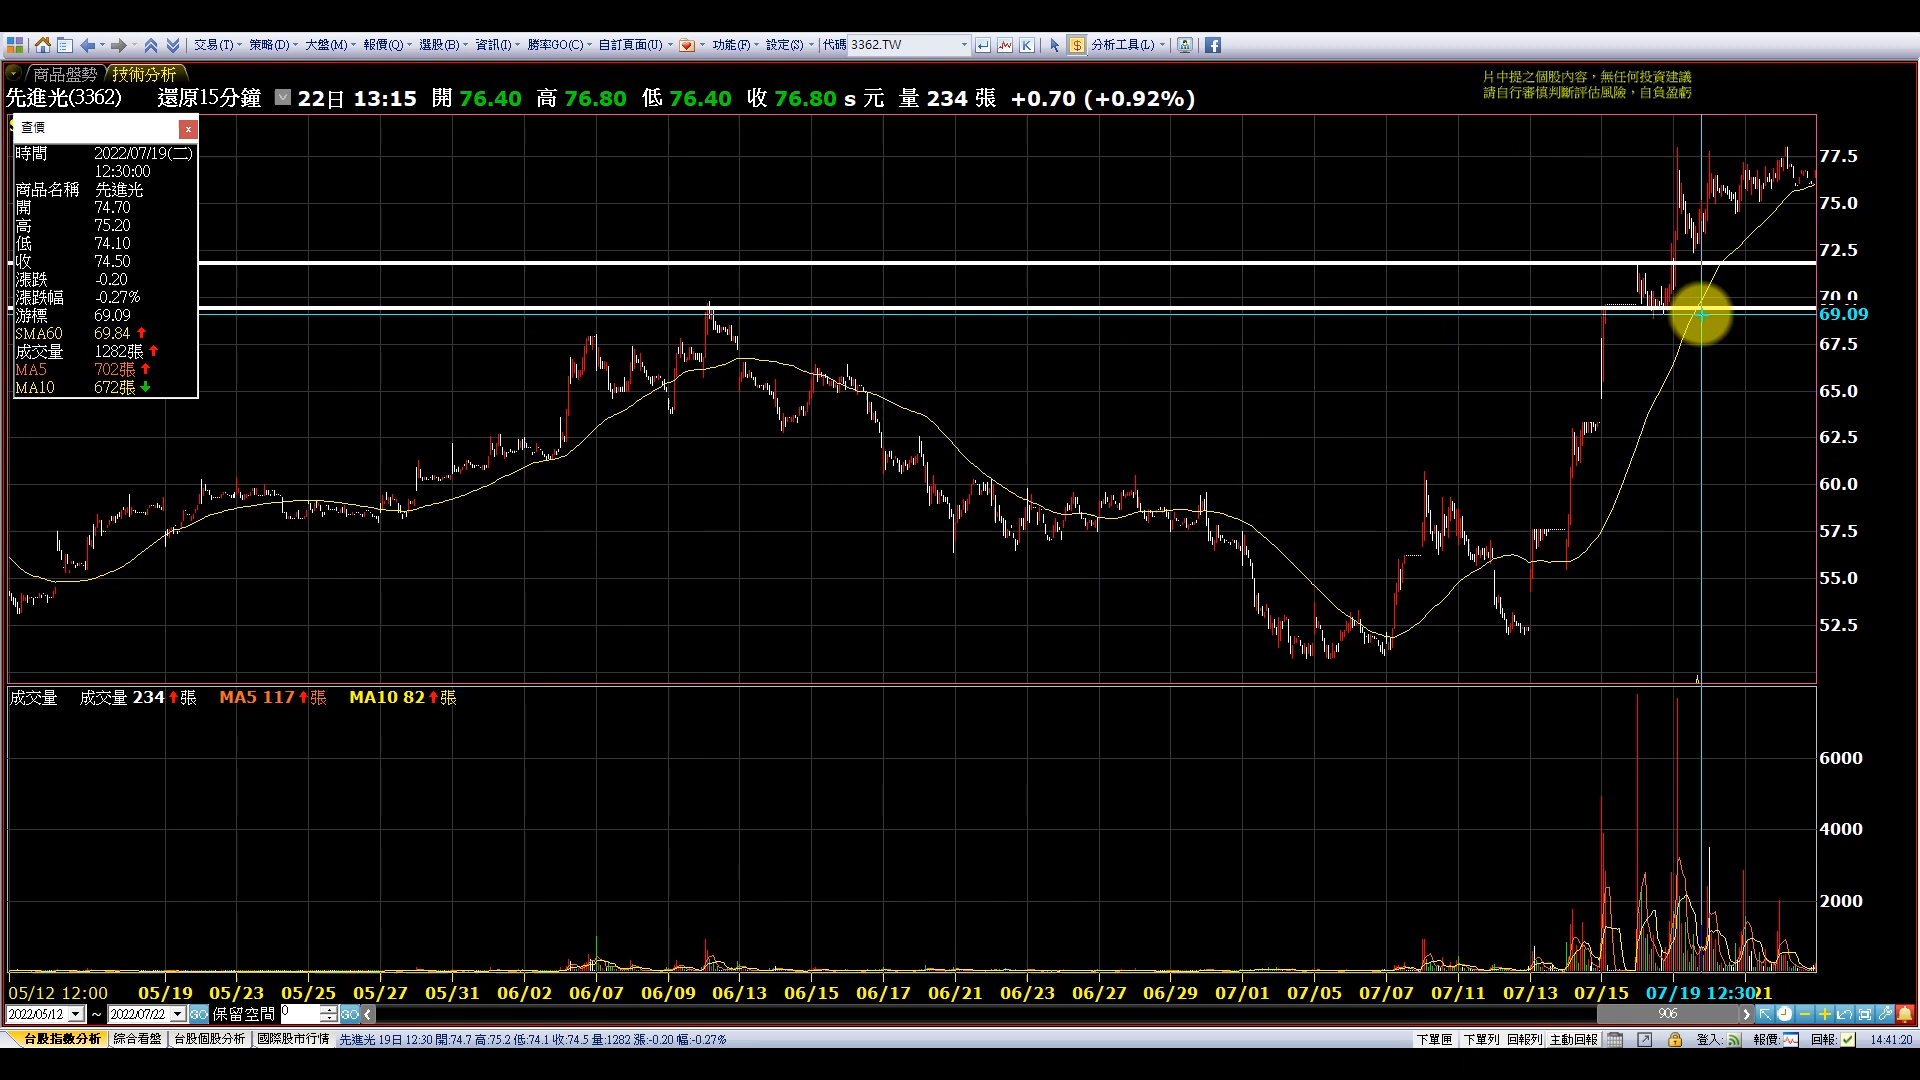 交易(T) 策略(D) 大盤(M) 報價(Q) 選股(B) 資訊(I) 勝率GO(C) 自訂頁面(U) 功能(F) 設定(S) 代碼 3362.TW K $ 分析工具(L)
商品盤勢 技術分析
片中提之個股內容，無任何投資建議
請自行審慎判斷評估風險，自負盈虧
先進光(3362) 還原15分鐘 22日 13:15 開 76.40 高 76.80 低 76.40 收 76.80 s 元 量 234 張 +0.70 (+0.92%)
查價 x
時間 2022/07/19(二)
12:30:00
商品名稱 先進光
開 74.70
高 75.20
低 74.10
收 74.50
漲跌 -0.20
漲跌幅 -0.27%
游標 69.09
SMA60 69.84
成交量 1282張
MA5 702張
MA10 672張
77.5
75.0
72.5
70.0
69.09
67.5
65.0
62.5
60.0
57.5
55.0
52.5
成交量 成交量 234 張 MA5 117 張 MA10 82 張
6000
4000
2000
05/12 12:00 05/19 05/23 05/25 05/27 05/31 06/02 06/07 06/09 06/13 06/15 06/17 06/21 06/23 06/27 06/29 07/01 07/05 07/07 07/11 07/13 07/15 07/19 12:30 21
2022/05/12 ~ 2022/07/22 GO 保留空間 0 GO 906
台股指數分析 綜合看盤 台股個股分析 國際股市行情 先進光 19日 12:30 開:74.7 高:75.2 低:74.1 收:74.5 量:1282 漲:-0.20 幅:-0.27% 下單匣 下單列 回報列 主動回報 登入: 報價: 回報: 14:41:20